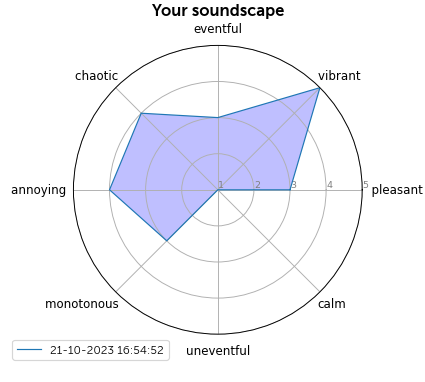 Your soundscape
eventful
chaotic
vibrant
annoying
1
2
3
4
5
pleasant
monotonous
calm
21-10-2023 16:54:52
uneventful